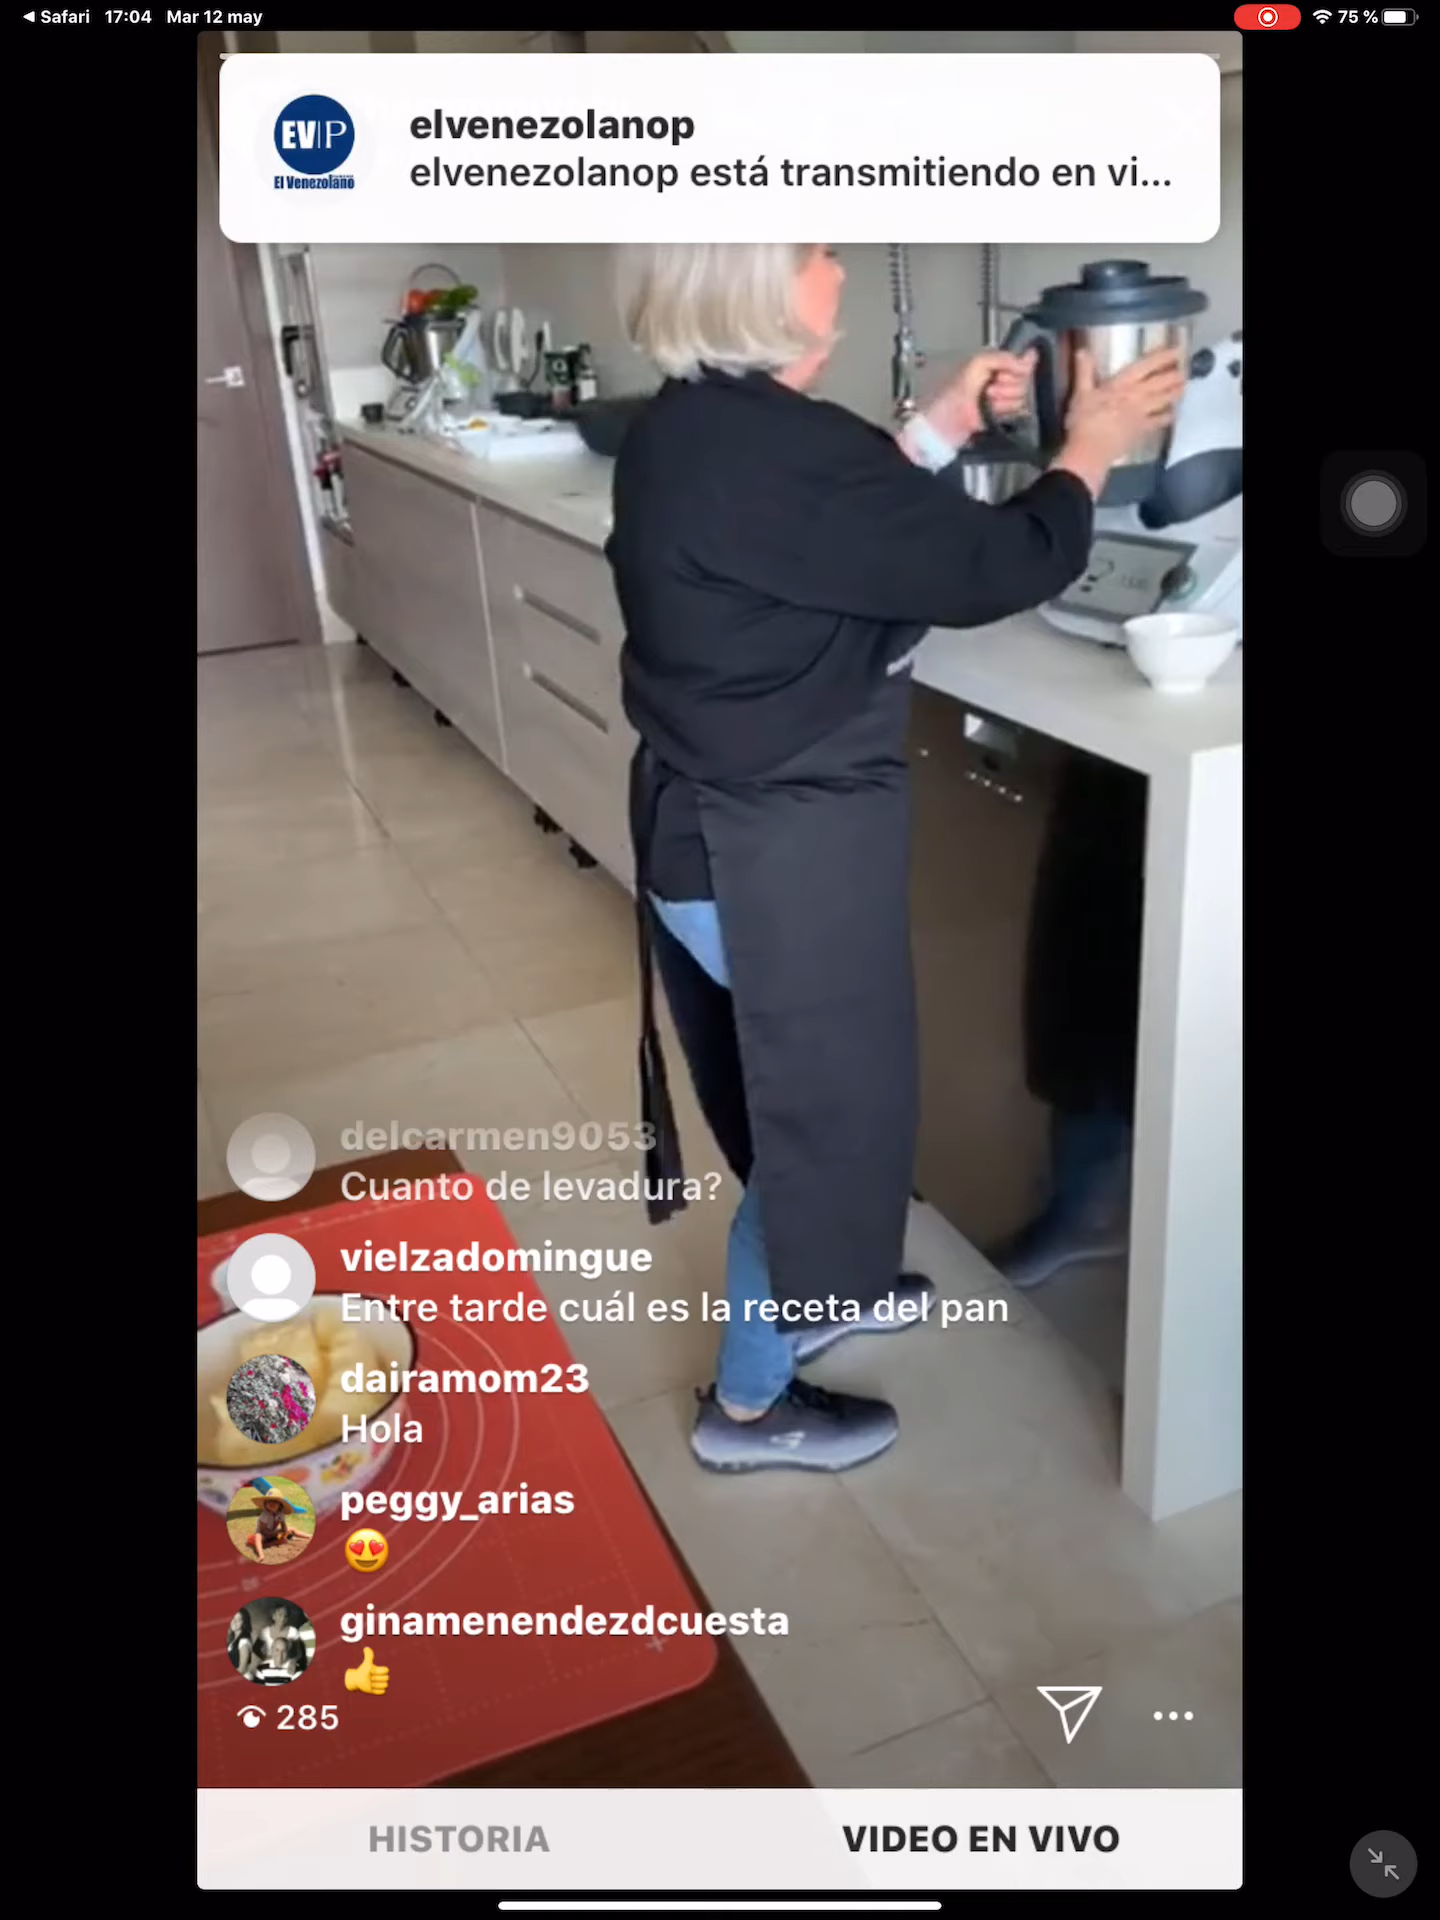 Safari 17:04 Mar 12 may
75 %
EV|P
El Venezolano
elvenezolanop
elvenezolanop está transmitiendo en vi...
delcarmen9053
Cuanto de levadura?
vielzadomingue
Entre tarde cuál es la receta del pan
dairamom23
Hola
peggy_arias
😍
ginamenendezdcuesta
👍
285
HISTORIA
VIDEO EN VIVO